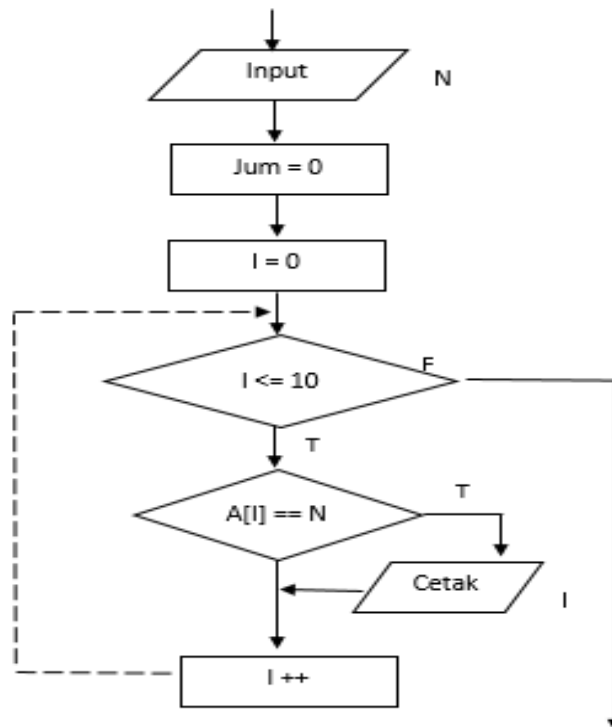 Input
N
Jum = 0
I = 0
I <= 10
F
T
A[I] == N
T
Cetak
I
I ++